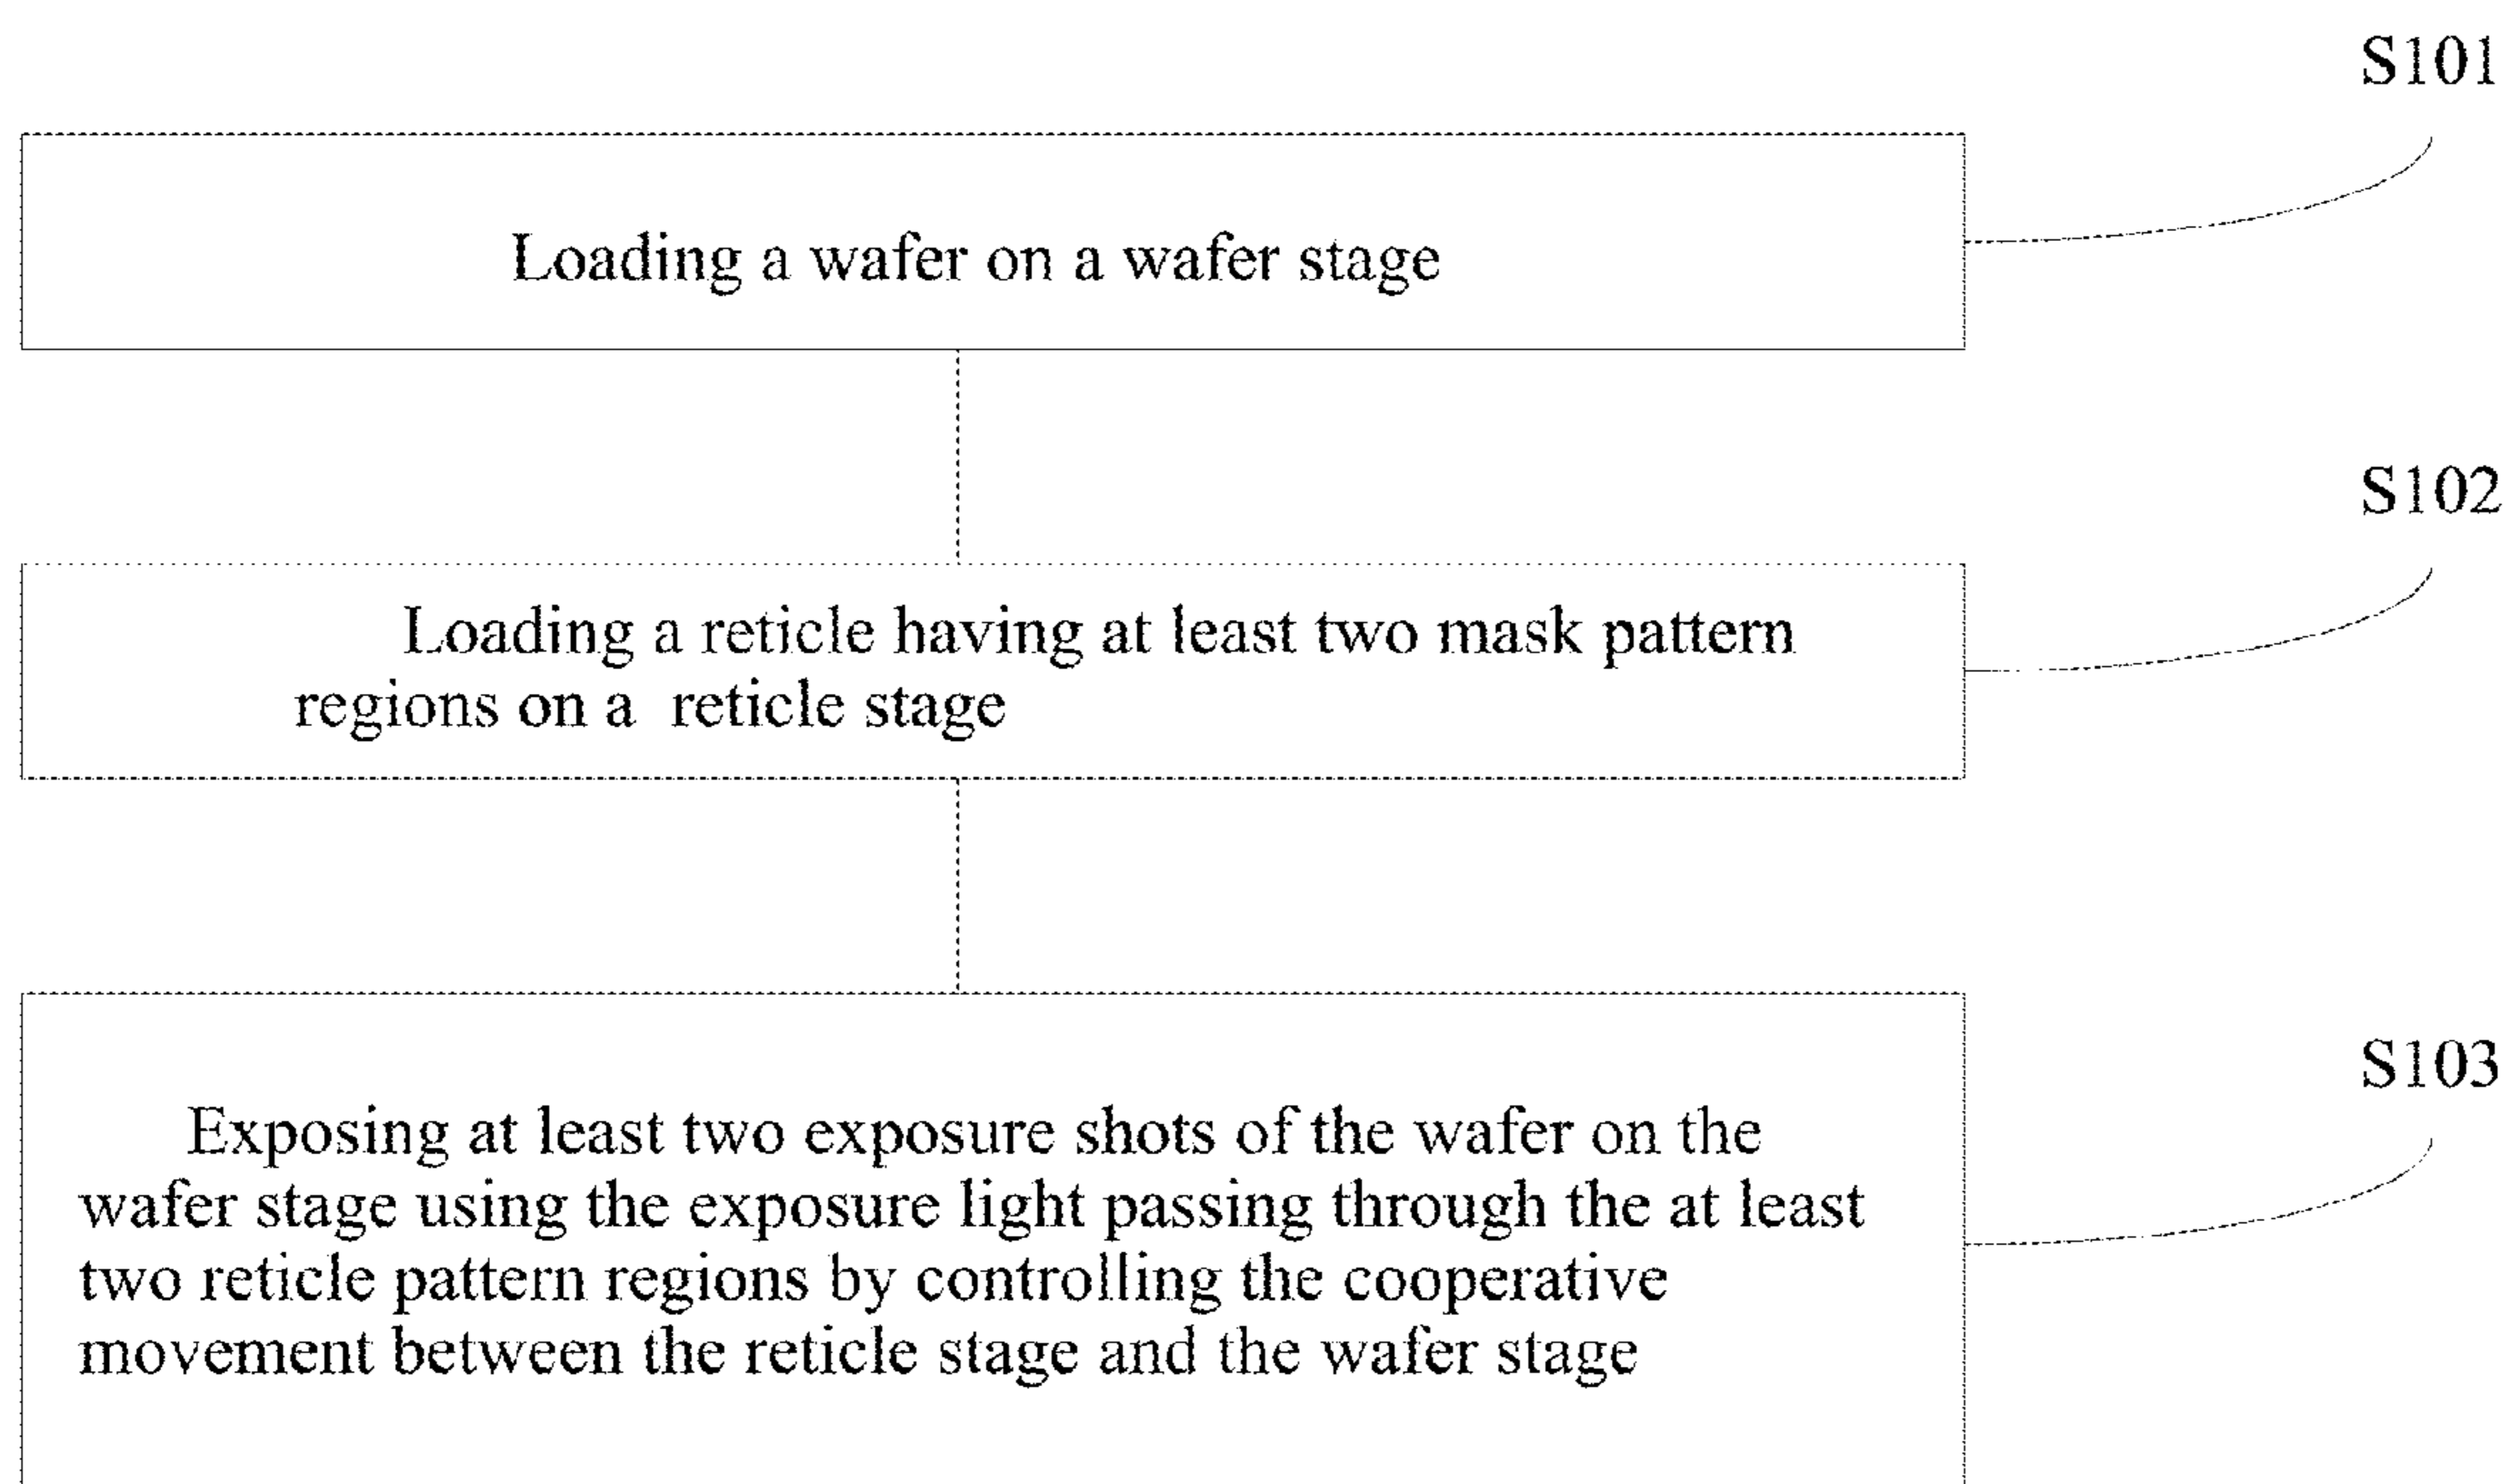 S101
Loading a wafer on a wafer stage
S102
Loading a reticle having at least two mask pattern
regions on a reticle stage
S103
Exposing at least two exposure shots of the wafer on the
wafer stage using the exposure light passing through the at least
two reticle pattern regions by controlling the cooperative
movement between the reticle stage and the wafer stage